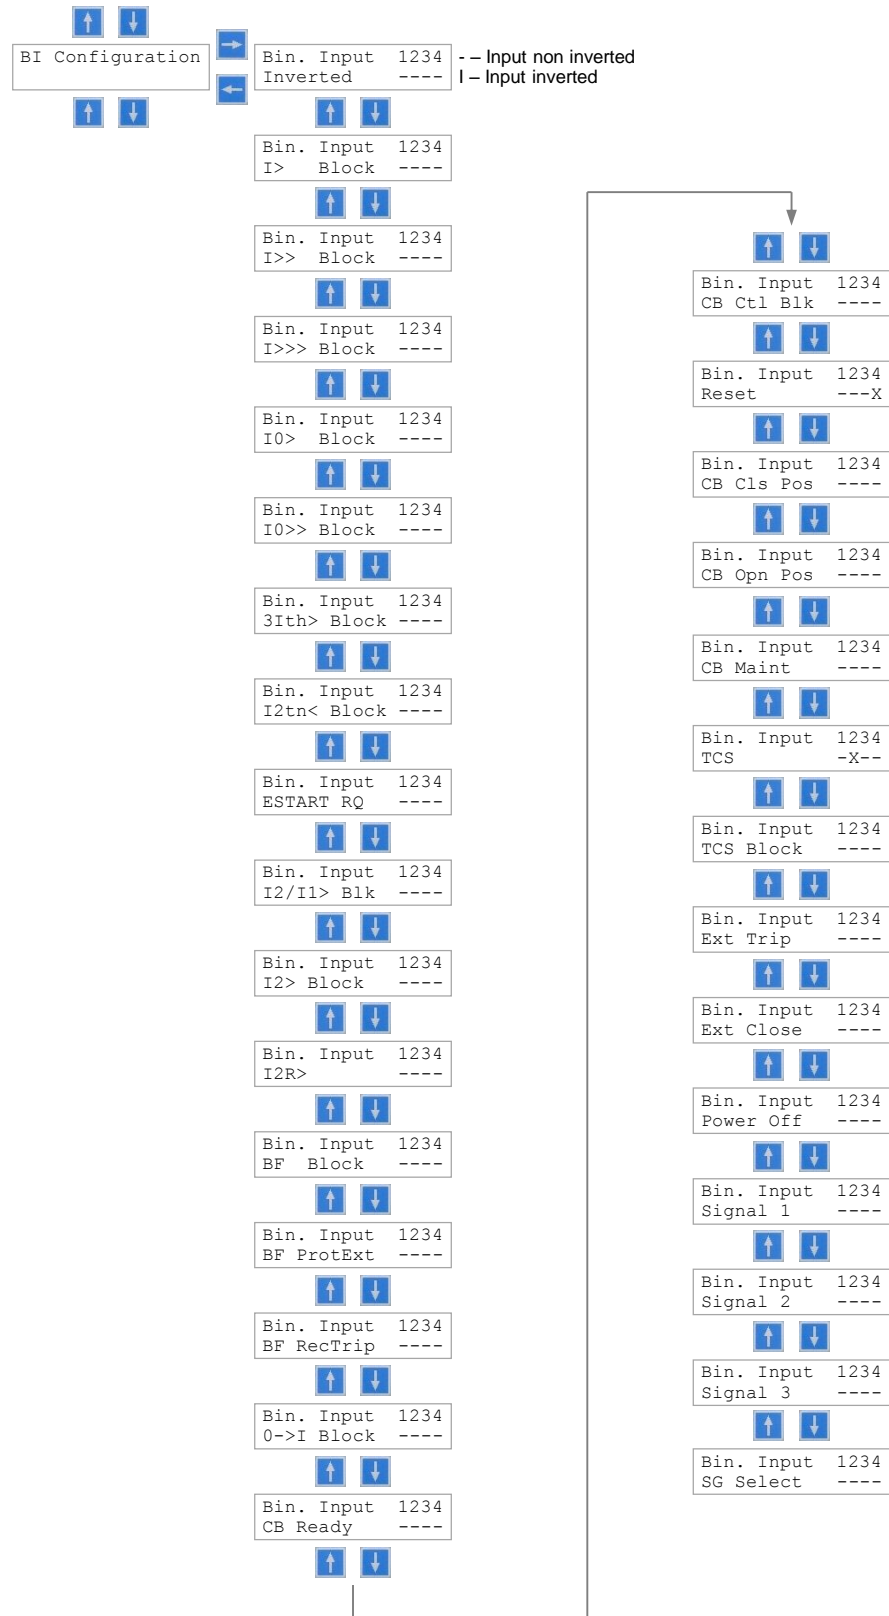 BI Configuration
Bin. Input  1234
Inverted    ----
- – Input non inverted
I – Input inverted
Bin. Input  1234
I>   Block  ----
Bin. Input  1234
I>>  Block  ----
Bin. Input  1234
I>>> Block  ----
Bin. Input  1234
I0>  Block  ----
Bin. Input  1234
I0>> Block  ----
Bin. Input  1234
3Ith> Block ----
Bin. Input  1234
I2tn< Block ----
Bin. Input  1234
ESTART RQ   ----
Bin. Input  1234
I2/I1> Blk  ----
Bin. Input  1234
I2> Block   ----
Bin. Input  1234
I2R>        ----
Bin. Input  1234
BF  Block   ----
Bin. Input  1234
BF ProtExt  ----
Bin. Input  1234
BF RecTrip  ----
Bin. Input  1234
0->I Block  ----
Bin. Input  1234
CB Ready    ----
Bin. Input  1234
CB Ctl Blk  ----
Bin. Input  1234
Reset       ---X
Bin. Input  1234
CB Cls Pos  ----
Bin. Input  1234
CB Opn Pos  ----
Bin. Input  1234
CB Maint    ----
Bin. Input  1234
TCS         -X--
Bin. Input  1234
TCS Block   ----
Bin. Input  1234
Ext Trip    ----
Bin. Input  1234
Ext Close   ----
Bin. Input  1234
Power Off   ----
Bin. Input  1234
Signal 1    ----
Bin. Input  1234
Signal 2    ----
Bin. Input  1234
Signal 3    ----
Bin. Input  1234
SG Select   ----